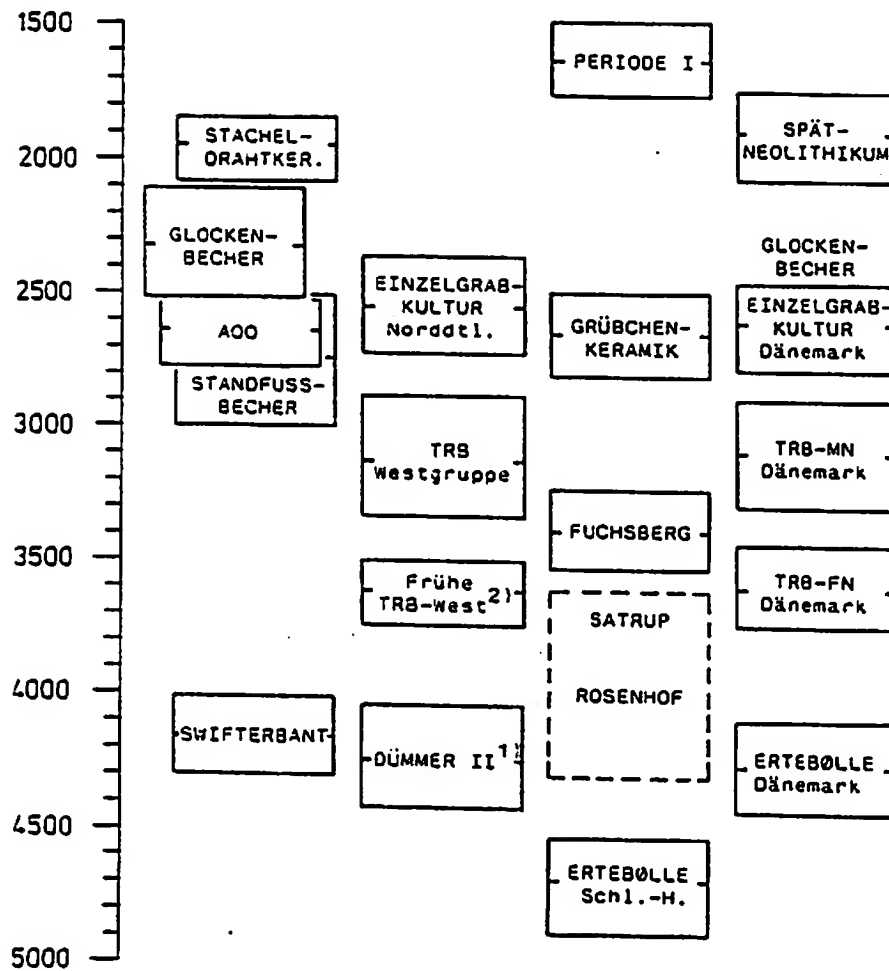 1500
2000
2500
3000
3500
4000
4500
5000
STACHEL-
DRAHTKER.
GLOCKEN-
BECHER
AOO
STANDFUSS-
BECHER
SWIFTERBANT
EINZELGRAB-
KULTUR
Norddtl.
TRB
Westgruppe
Frühe
TRB-West2)
DÜMMER II1)
PERIODE I
GRÜBCHEN-
KERAMIK
FUCHSBERG
SATRUP
ROSENHOF
ERTEBØLLE
Schl.-H.
SPÄT-
NEOLITHIKUM
GLOCKEN-
BECHER
EINZELGRAB-
KULTUR
Dänemark
TRB-MN
Dänemark
TRB-FN
Dänemark
ERTEBØLLE
Dänemark